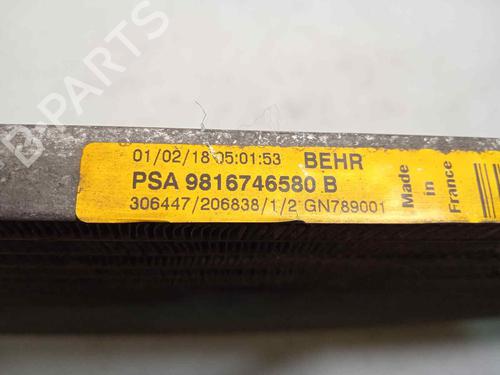 01/02/18 05:01:53 BEHR
PSA 9816746580 B
306447/206838/1/2 GN789001
Made
in
France
B-PARTS